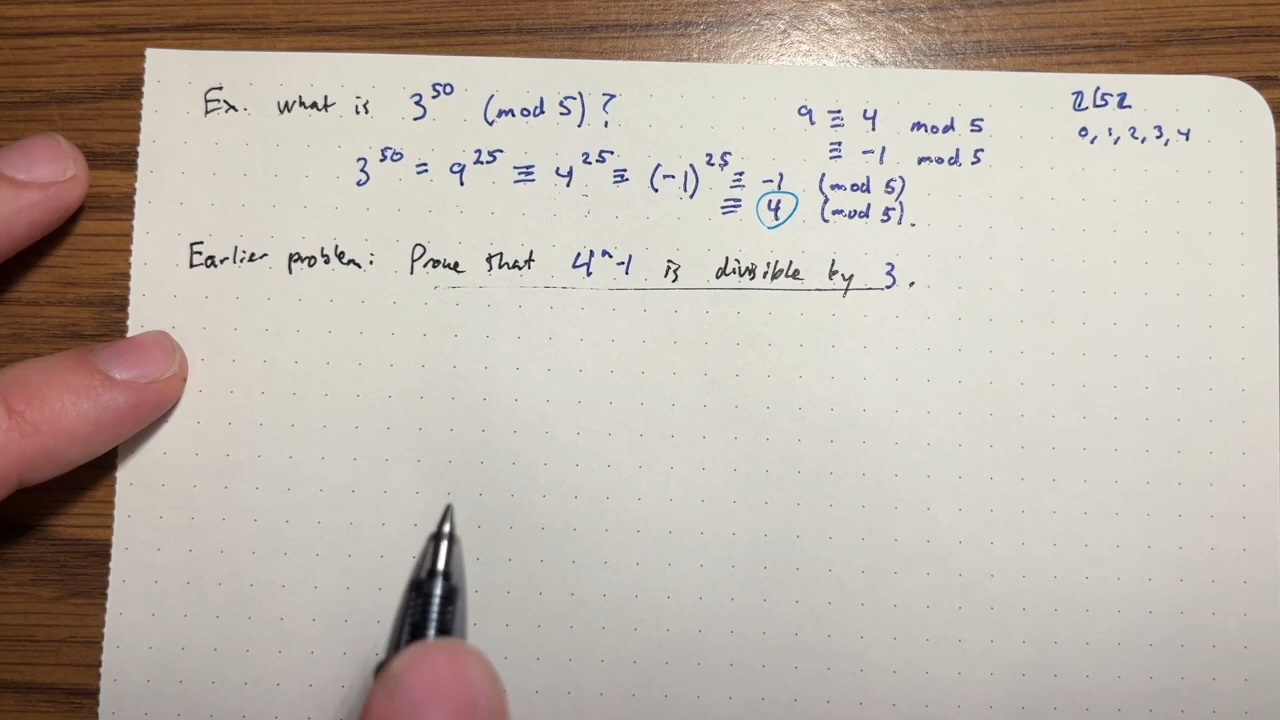 Ex. what is 3^50 (mod 5)?
3^50 = 9^25 ≡ 4^25 ≡ (-1)^25 ≡ -1 (mod 5)
≡ 4 (mod 5).
9 ≡ 4 mod 5
≡ -1 mod 5
ℤ/5ℤ
0, 1, 2, 3, 4
Earlier problem: Prove that 4^n-1 is divisible by 3.